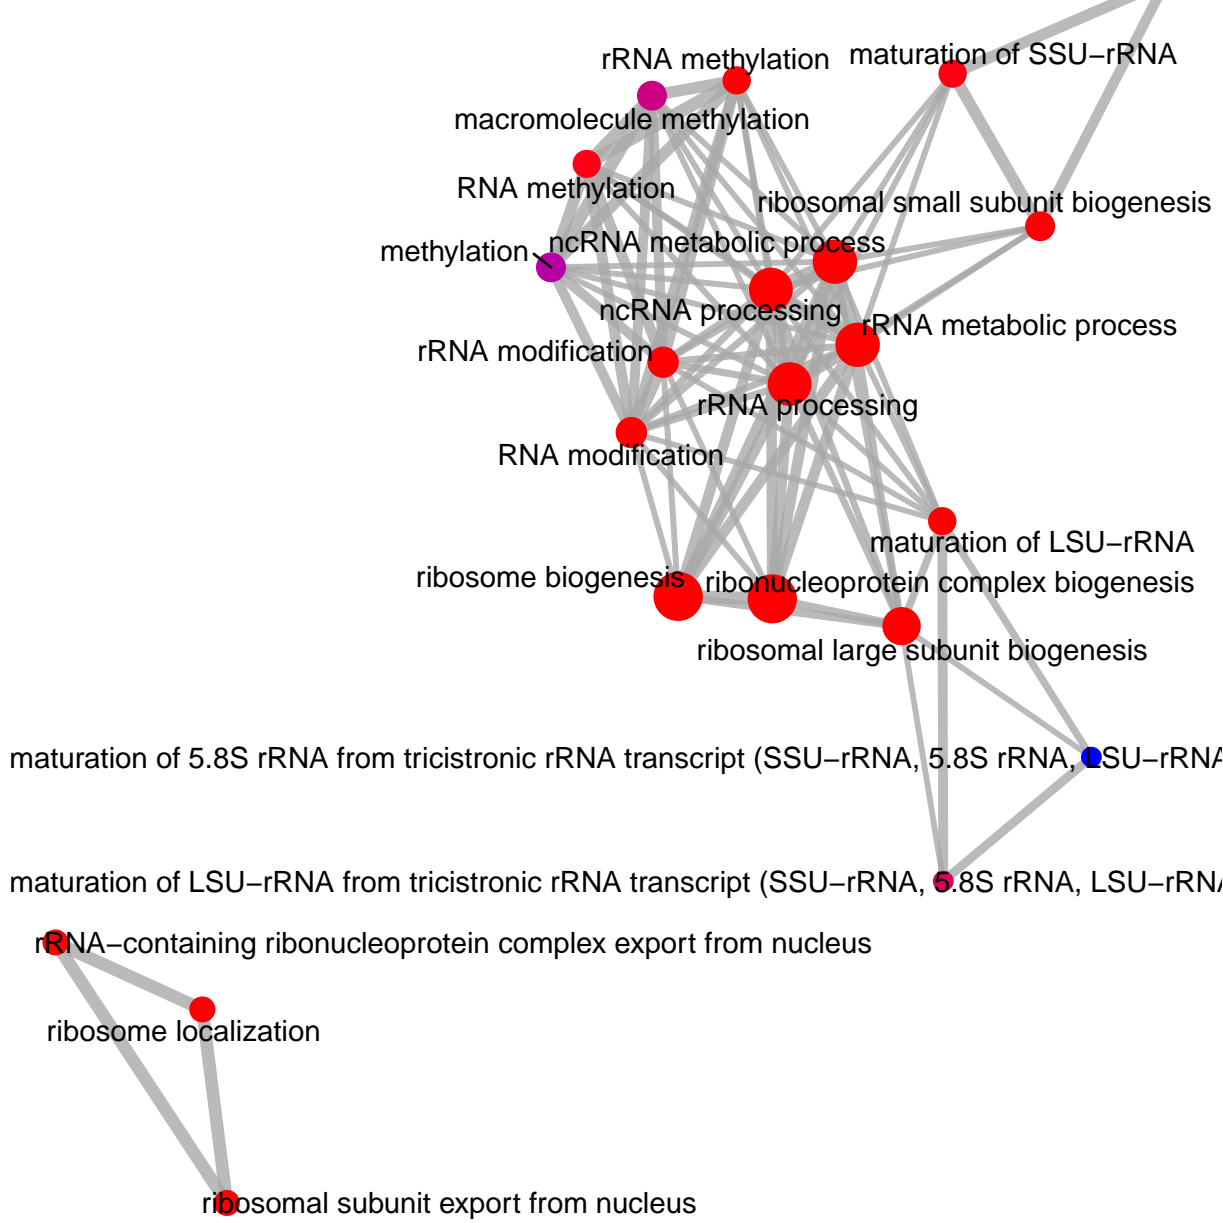 rRNA methylation
maturation of SSU−rRNA
macromolecule methylation
RNA methylation
ribosomal small subunit biogenesis
methylation
ncRNA metabolic process
ncRNA processing
rRNA metabolic process
rRNA modification
rRNA processing
RNA modification
maturation of LSU−rRNA
ribosome biogenesis
ribonucleoprotein complex biogenesis
ribosomal large subunit biogenesis
maturation of 5.8S rRNA from tricistronic rRNA transcript (SSU−rRNA, 5.8S rRNA, LSU−rRNA
maturation of LSU−rRNA from tricistronic rRNA transcript (SSU−rRNA, 5.8S rRNA, LSU−rRNA
rRNA−containing ribonucleoprotein complex export from nucleus
ribosome localization
ribosomal subunit export from nucleus